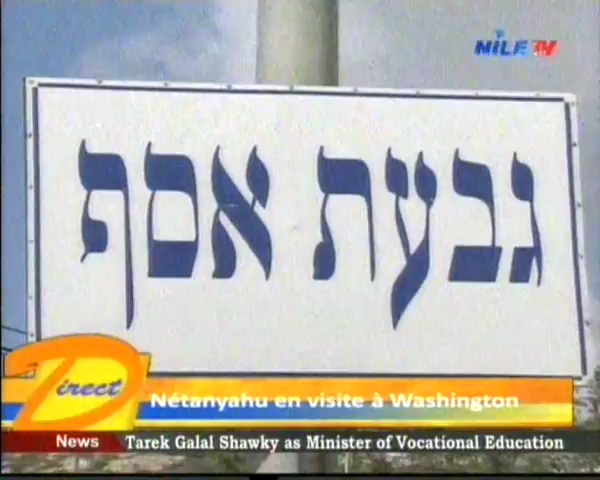 NILE TV
גבעת אסף
Direct
Nétanyahu en visite à Washington
News Tarek Galal Shawky as Minister of Vocational Education